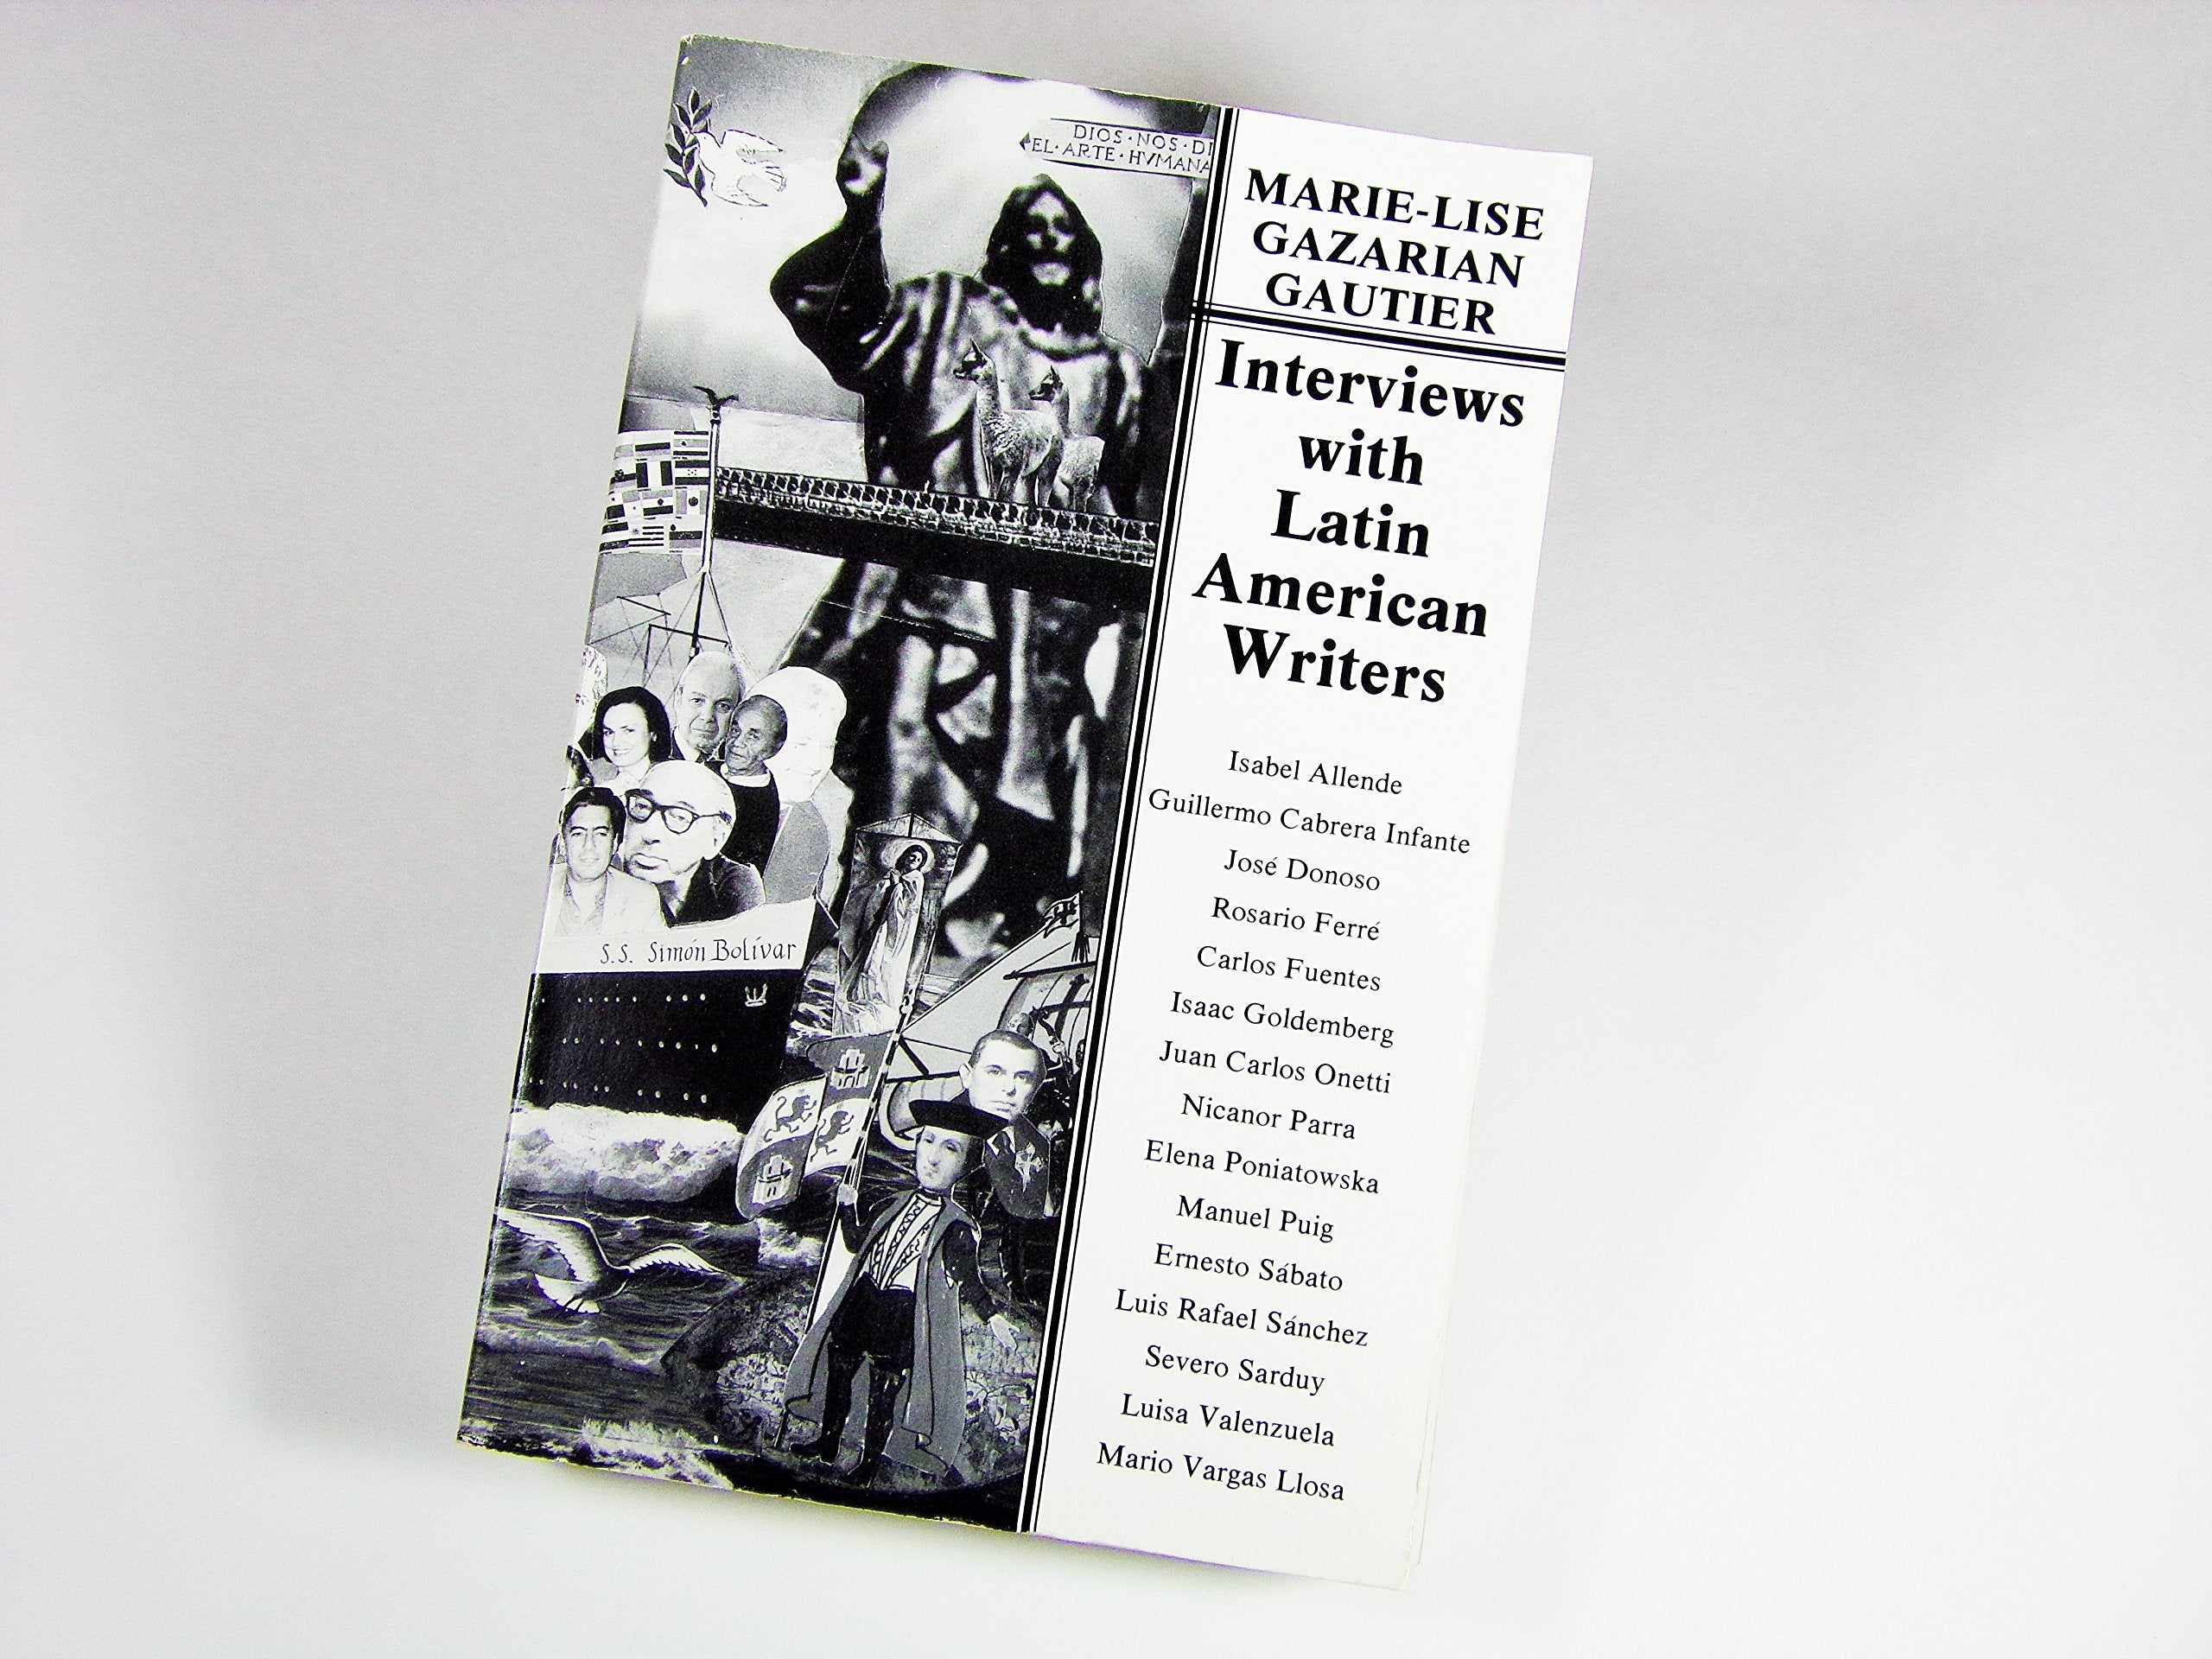 DIOS · NOS · DI
EL · ARTE · HVMANA
MARIE-LISE
GAZARIAN
GAUTIER
Interviews
with
Latin
American
Writers
Isabel Allende
Guillermo Cabrera Infante
José Donoso
Rosario Ferré
Carlos Fuentes
Isaac Goldemberg
Juan Carlos Onetti
Nicanor Parra
Elena Poniatowska
Manuel Puig
Ernesto Sábato
Luis Rafael Sánchez
Severo Sarduy
Luisa Valenzuela
Mario Vargas Llosa
S.S. Simón Bolívar